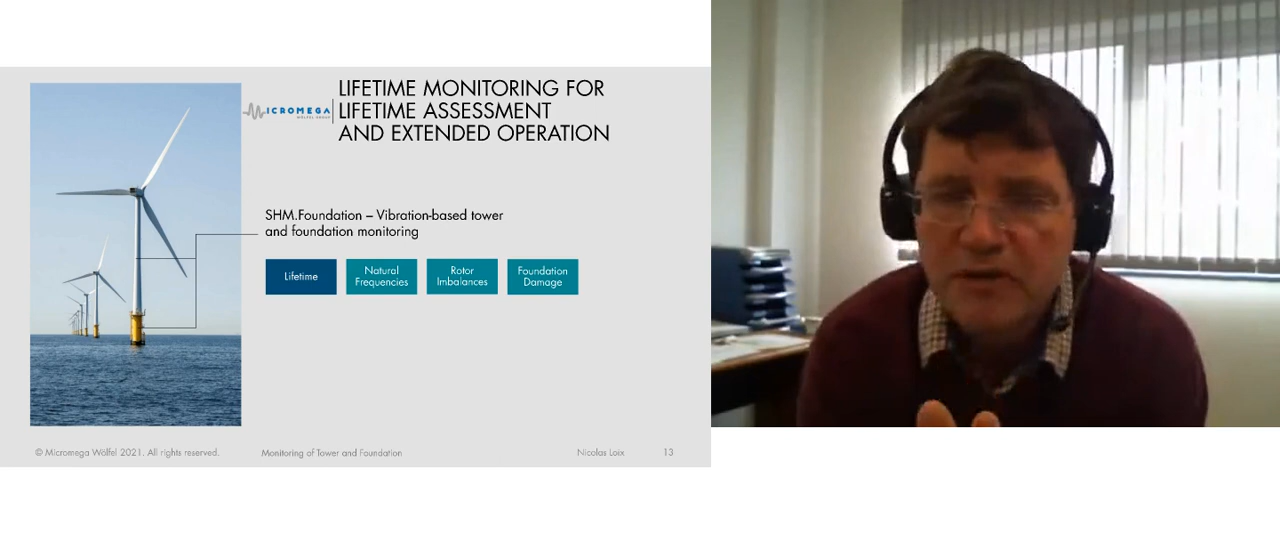 LIFETIME MONITORING FOR
LIFETIME ASSESSMENT
AND EXTENDED OPERATION
ICROMEGA
WÖLFEL GROUP
SHM.Foundation – Vibration-based tower
and foundation monitoring
Lifetime
Natural
Frequencies
Rotor
Imbalances
Foundation
Damage
© Micromega Wölfel 2021. All rights reserved.
Monitoring of Tower and Foundation
Nicolas Loix
13